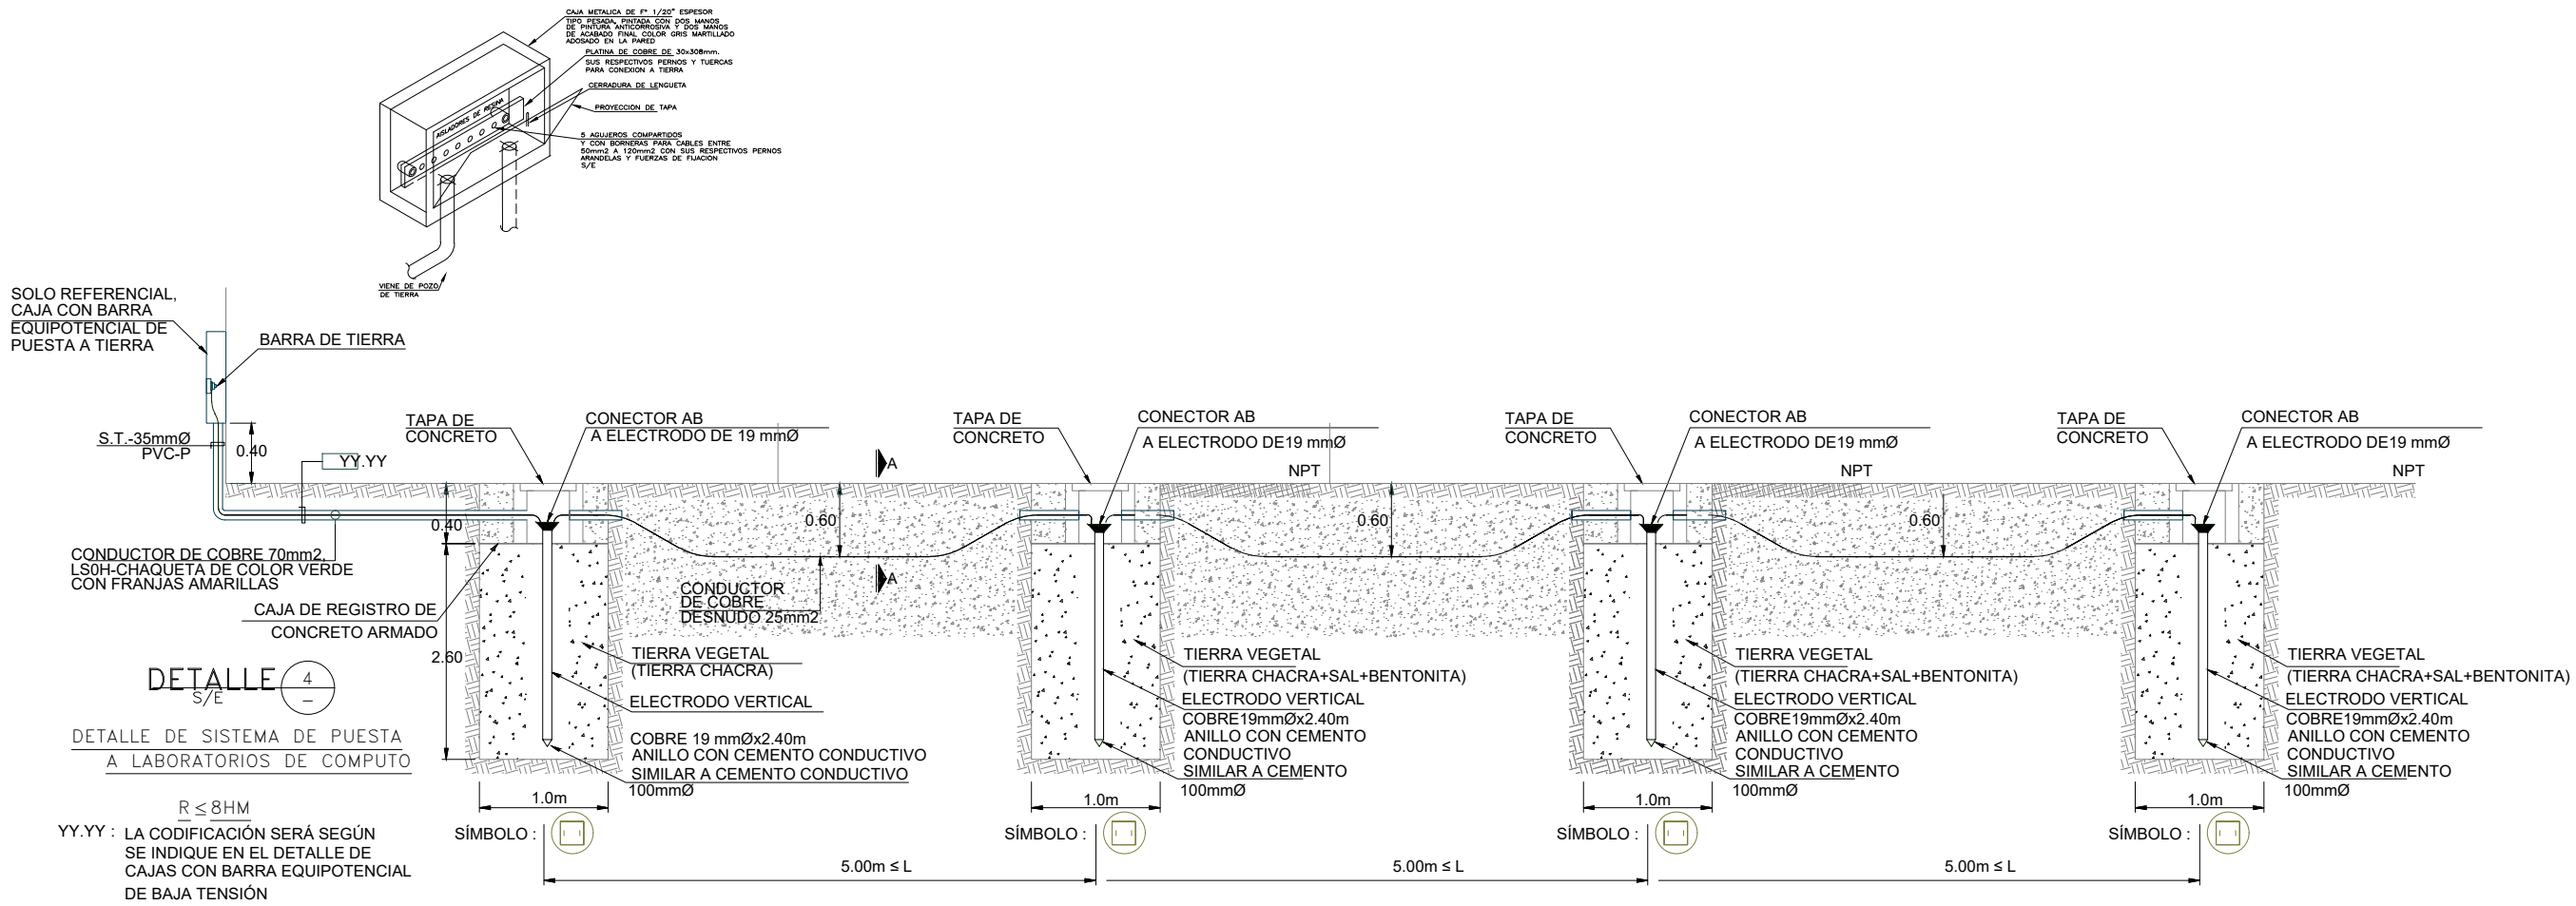 CAJA METALICA DE Fº 1/20" ESPESOR
TIPO PESADA, PINTADA CON DOS MANOS
DE PINTURA ANTICORROSIVA Y DOS MANOS
DE ACABADO FINAL COLOR GRIS MARTILLADO
ADOSADO EN LA PARED
PLATINA DE COBRE DE 30x308mm.
SUS RESPECTIVOS PERNOS Y TUERCAS
PARA CONEXION A TIERRA
CERRADURA DE LENGUETA
PROYECCION DE TAPA
AISLADORES DE RESINA
5 AGUJEROS COMPARTIDOS
Y CON BORNERAS PARA CABLES ENTRE
50mm2 A 120mm2 CON SUS RESPECTIVOS PERNOS
ARANDELAS Y FUERZAS DE FIJACION
S/E
VIENE DE POZO
DE TIERRA
SOLO REFERENCIAL,
CAJA CON BARRA
EQUIPOTENCIAL DE
PUESTA A TIERRA
BARRA DE TIERRA
S.T.-35mmØ
PVC-P
0.40
YY.YY
TAPA DE
CONCRETO
CONECTOR AB
A ELECTRODO DE 19 mmØ
A
TAPA DE
CONCRETO
CONECTOR AB
A ELECTRODO DE19 mmØ
NPT
TAPA DE
CONCRETO
CONECTOR AB
A ELECTRODO DE19 mmØ
NPT
TAPA DE
CONCRETO
CONECTOR AB
A ELECTRODO DE19 mmØ
NPT
0.40
0.60
0.60
0.60
CONDUCTOR DE COBRE 70mm2,
LS0H-CHAQUETA DE COLOR VERDE
CON FRANJAS AMARILLAS
A
CONDUCTOR
DE COBRE
DESNUDO 25mm2
CAJA DE REGISTRO DE
CONCRETO ARMADO
2.60
TIERRA VEGETAL
(TIERRA CHACRA)
ELECTRODO VERTICAL
COBRE 19 mmØx2.40m
ANILLO CON CEMENTO CONDUCTIVO
SIMILAR A CEMENTO CONDUCTIVO
100mmØ
TIERRA VEGETAL
(TIERRA CHACRA+SAL+BENTONITA)
ELECTRODO VERTICAL
COBRE19mmØx2.40m
ANILLO CON CEMENTO
CONDUCTIVO
SIMILAR A CEMENTO
100mmØ
TIERRA VEGETAL
(TIERRA CHACRA+SAL+BENTONITA)
ELECTRODO VERTICAL
COBRE19mmØx2.40m
ANILLO CON CEMENTO
CONDUCTIVO
SIMILAR A CEMENTO
100mmØ
TIERRA VEGETAL
(TIERRA CHACRA+SAL+BENTONITA)
ELECTRODO VERTICAL
COBRE19mmØx2.40m
ANILLO CON CEMENTO
CONDUCTIVO
SIMILAR A CEMENTO
100mmØ
DETALLE 4
S/E –
DETALLE DE SISTEMA DE PUESTA
A LABORATORIOS DE COMPUTO
R ≤ 8HM
YY.YY : LA CODIFICACIÓN SERÁ SEGÚN
SE INDIQUE EN EL DETALLE DE
CAJAS CON BARRA EQUIPOTENCIAL
DE BAJA TENSIÓN
1.0m
1.0m
1.0m
1.0m
SÍMBOLO :
SÍMBOLO :
SÍMBOLO :
SÍMBOLO :
5.00m ≤ L
5.00m ≤ L
5.00m ≤ L